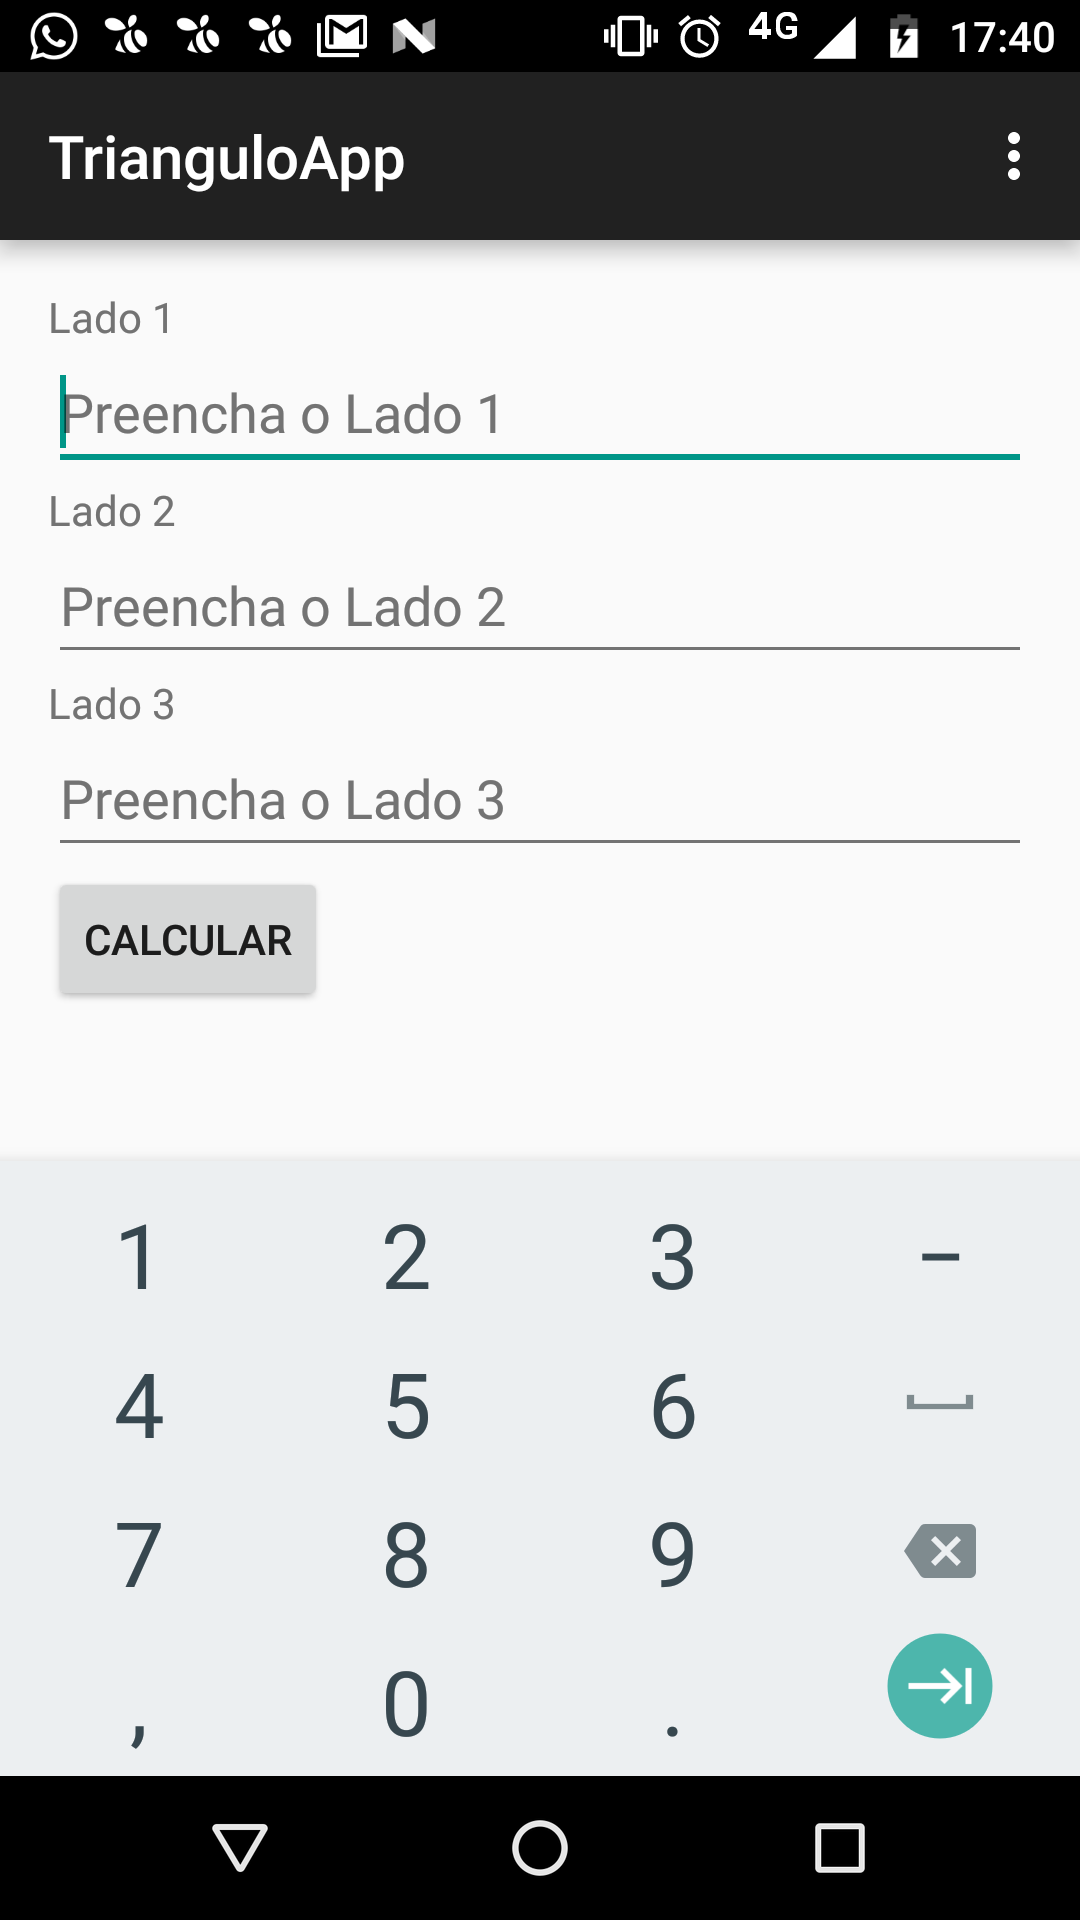 4G 17:40
TrianguloApp
Lado 1
Preencha o Lado 1
Lado 2
Preencha o Lado 2
Lado 3
Preencha o Lado 3
CALCULAR
1 2 3 -
4 5 6
7 8 9
, 0 .